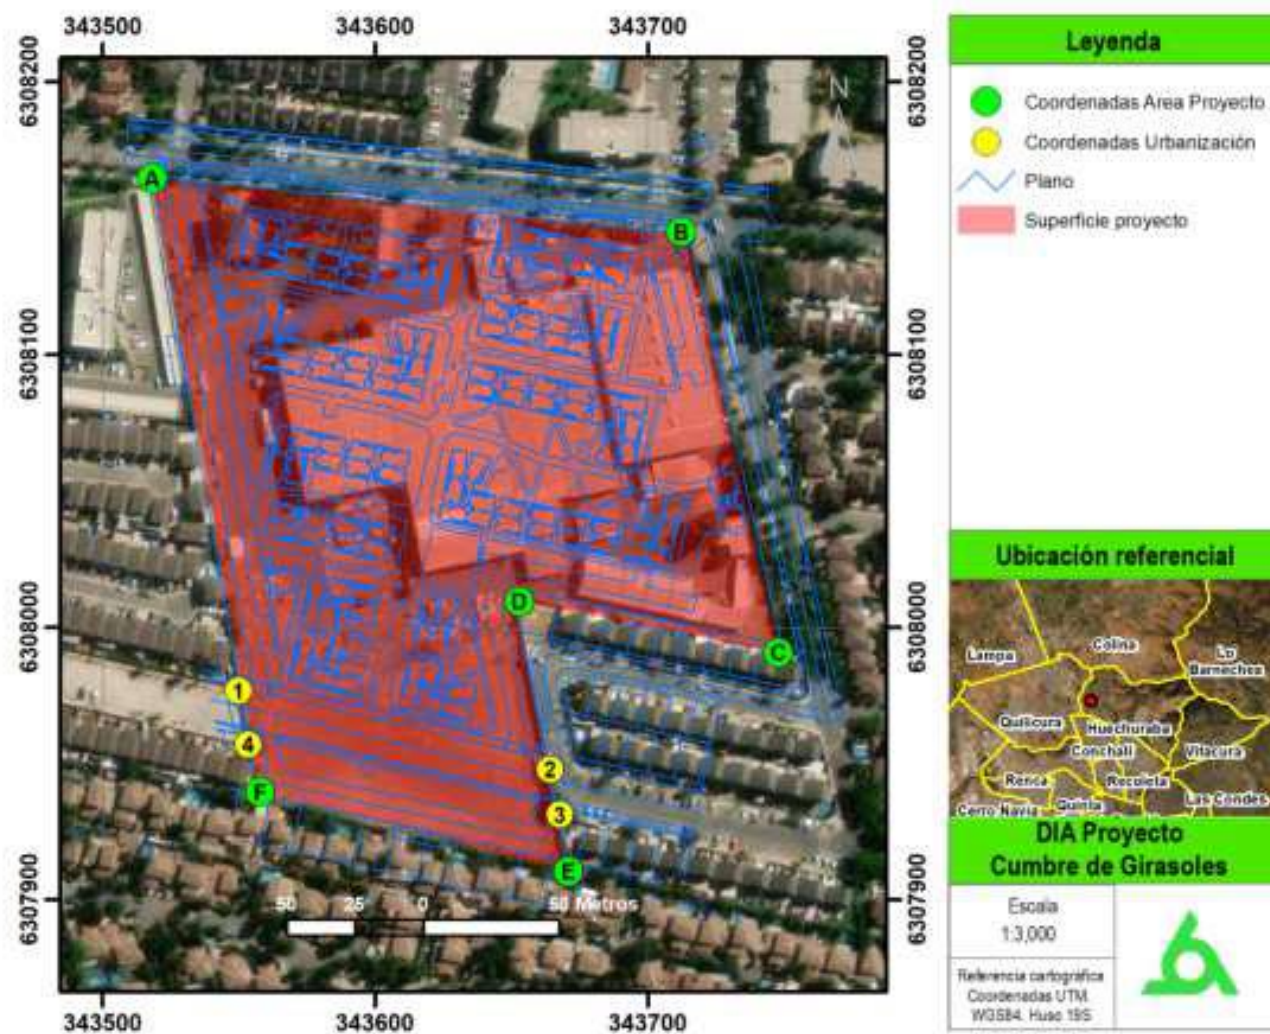 343500 343600 343700
6308200
6308100
6308000
6307900
6308200
6308100
6308000
6307900
N
A
B
D
C
1
4
2
F
3
E
50 25 0 50 Metros
343500 343600 343700
Leyenda
Coordenadas Area Proyecto
Coordenadas Urbanización
Plano
Superficie proyecto
Ubicación referencial
Colina
Lampa
Lo
Barnechea
Quilicura
Huechuraba
Conchalí
Vitacura
Renca
Recoleta
Las Condes
Cerro Navia
Quinta
DIA Proyecto
Cumbre de Girasoles
Escala
1:3,000
Referencia cartográfica
Coordenadas UTM.
WGS84. Huso 19S